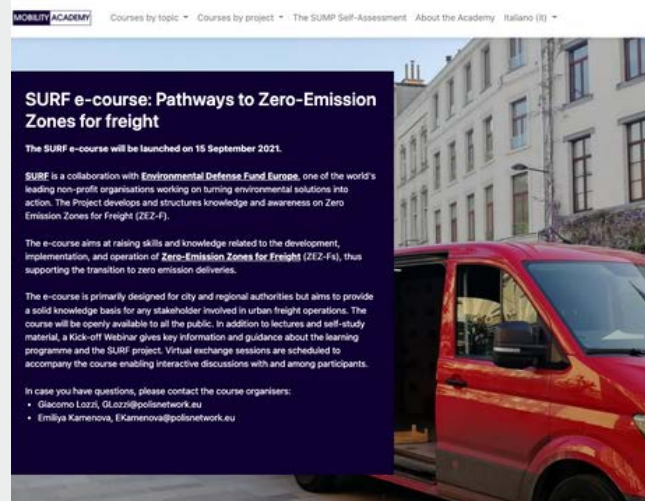 MOBILITY ACADEMY
Courses by topic Courses by project The SUMP Self-Assessment About the Academy Italiano (it)
SURF e-course: Pathways to Zero-Emission
Zones for freight
The SURF e-course will be launched on 15 September 2021.
SURF is a collaboration with Environmental Defense Fund Europe, one of the world's
leading non-profit organisations working on turning environmental solutions into
action. The Project develops and structures knowledge and awareness on Zero
Emission Zones for Freight (ZEZ-F).
The e-course aims at raising skills and knowledge related to the development,
implementation, and operation of Zero-Emission Zones for Freight (ZEZ-Fs), thus
supporting the transition to zero emission deliveries.
The e-course is primarily designed for city and regional authorities but aims to provide
a solid knowledge basis for any stakeholder involved in urban freight operations. The
course will be openly available to all the public. In addition to lectures and self-study
material, a Kick-off Webinar gives key information and guidance about the learning
programme and the SURF project. Virtual exchange sessions are scheduled to
accompany the course enabling interactive discussions with and among participants.
In case you have questions, please contact the course organisers:
• Giacomo Lozzi, GLozzi@polisnetwork.eu
• Emiliya Kamenova, EKamenova@polisnetwork.eu